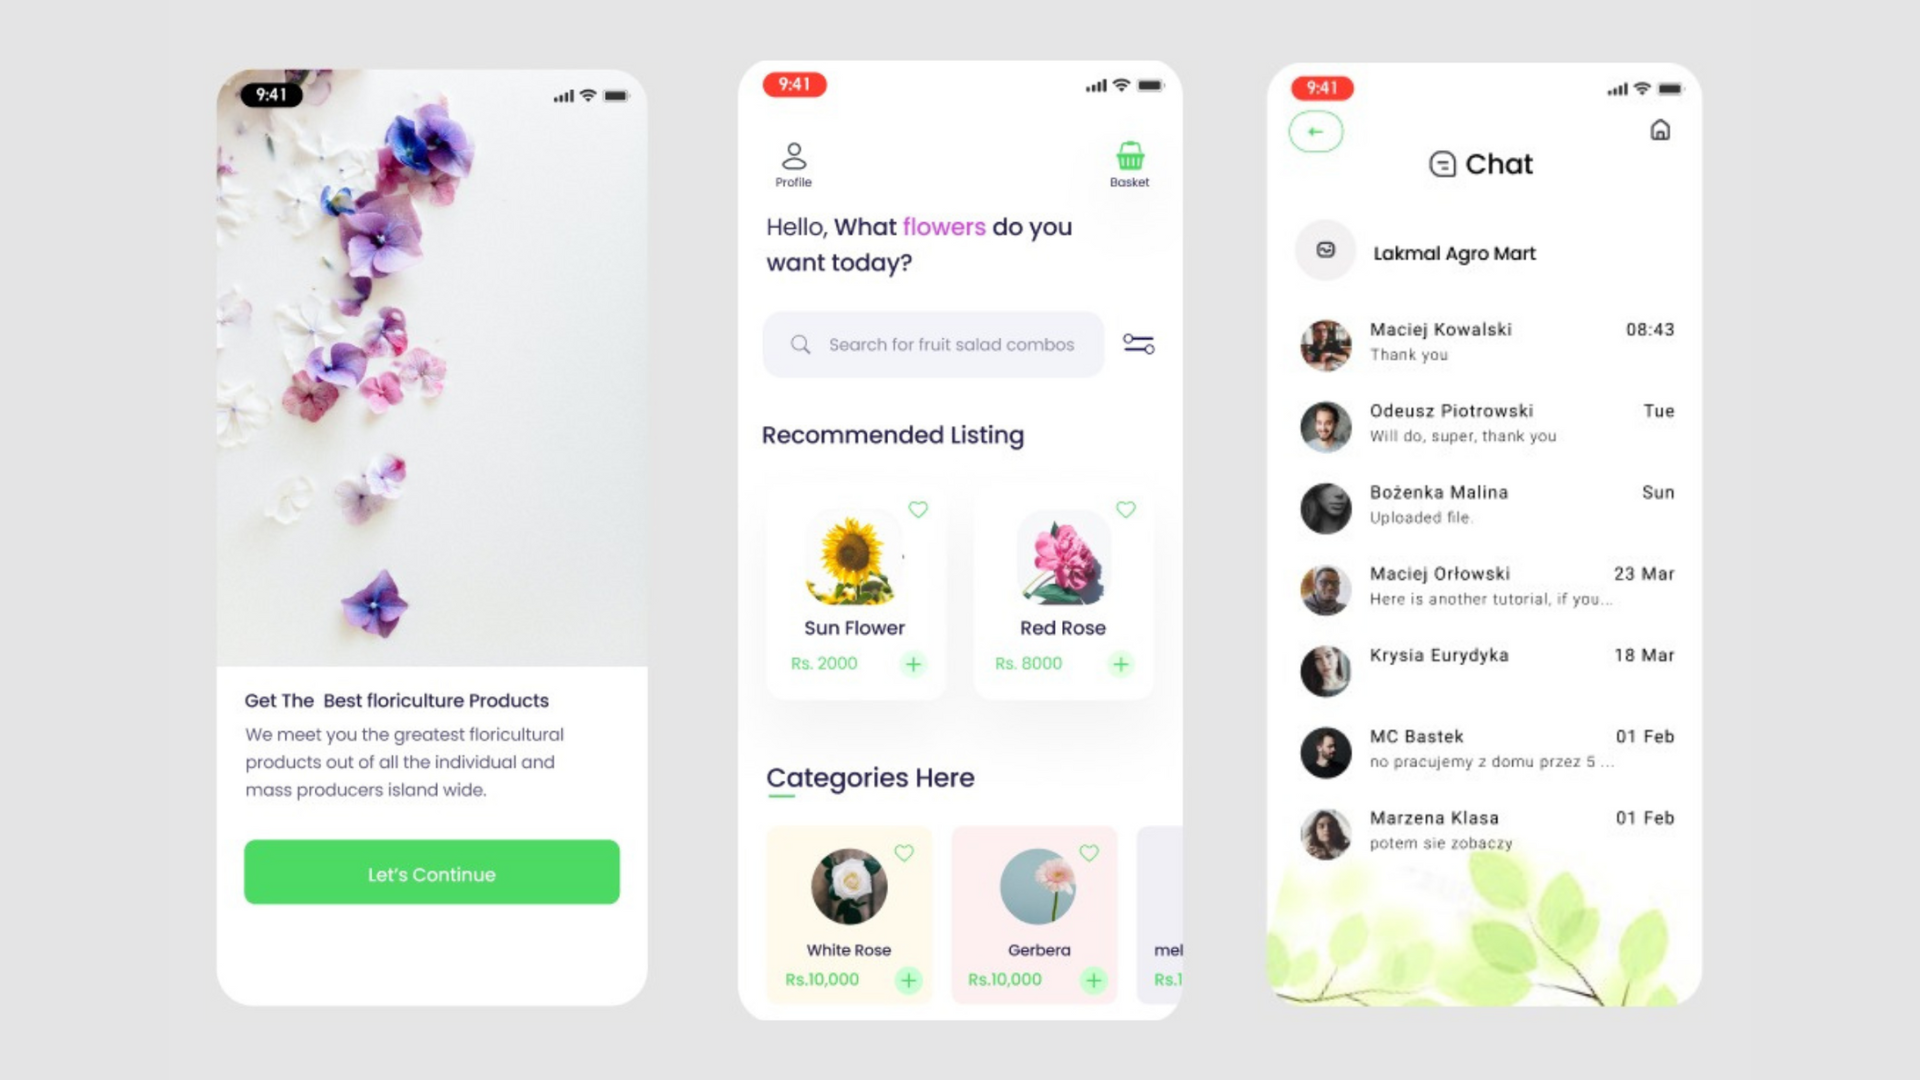 9:41
Get The  Best floriculture Products
We meet you the greatest floricultural
products out of all the individual and
mass producers island wide.
Let's Continue
9:41
Profile
Basket
Hello, What flowers do you
want today?
Search for fruit salad combos
Recommended Listing
Sun Flower
Red Rose
Rs. 2000
Rs. 8000
Categories Here
White Rose
Gerbera
mel
Rs.10,000
Rs.10,000
Rs.1
9:41
Chat
Lakmal Agro Mart
Maciej Kowalski 08:43
Thank you
Odeusz Piotrowski Tue
Will do, super, thank you
Bożenka Malina Sun
Uploaded file.
Maciej Orłowski 23 Mar
Here is another tutorial, if you...
Krysia Eurydyka 18 Mar
MC Bastek 01 Feb
no pracujemy z domu przez 5 ...
Marzena Klasa 01 Feb
potem sie zobaczy